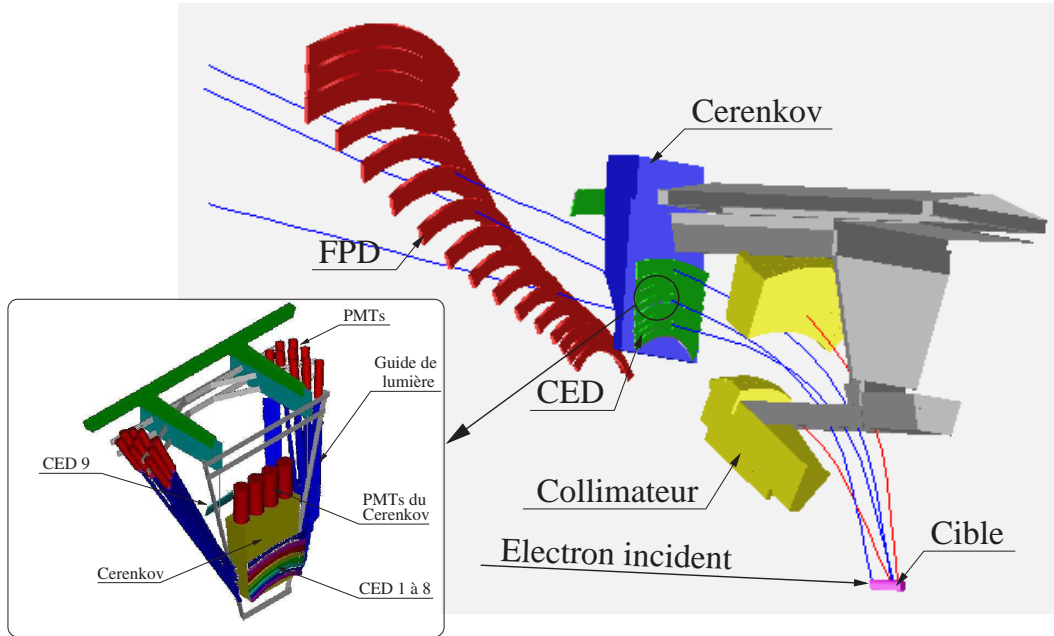 Cerenkov
FPD
CED
Collimateur
Electron incident
Cible
PMTs
Guide de
lumière
CED 9
PMTs du
Cerenkov
Cerenkov
CED 1 à 8